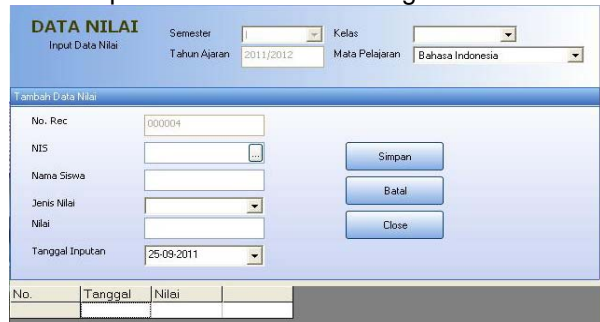 DATA NILAI
Input Data Nilai
Semester I Kelas
Tahun Ajaran 2011/2012 Mata Pelajaran Bahasa Indonesia
Tambah Data Nilai
No. Rec 000004
NIS ...
Simpan
Nama Siswa
Batal
Jenis Nilai
Nilai
Close
Tanggal Inputan 25-09-2011
No. Tanggal Nilai